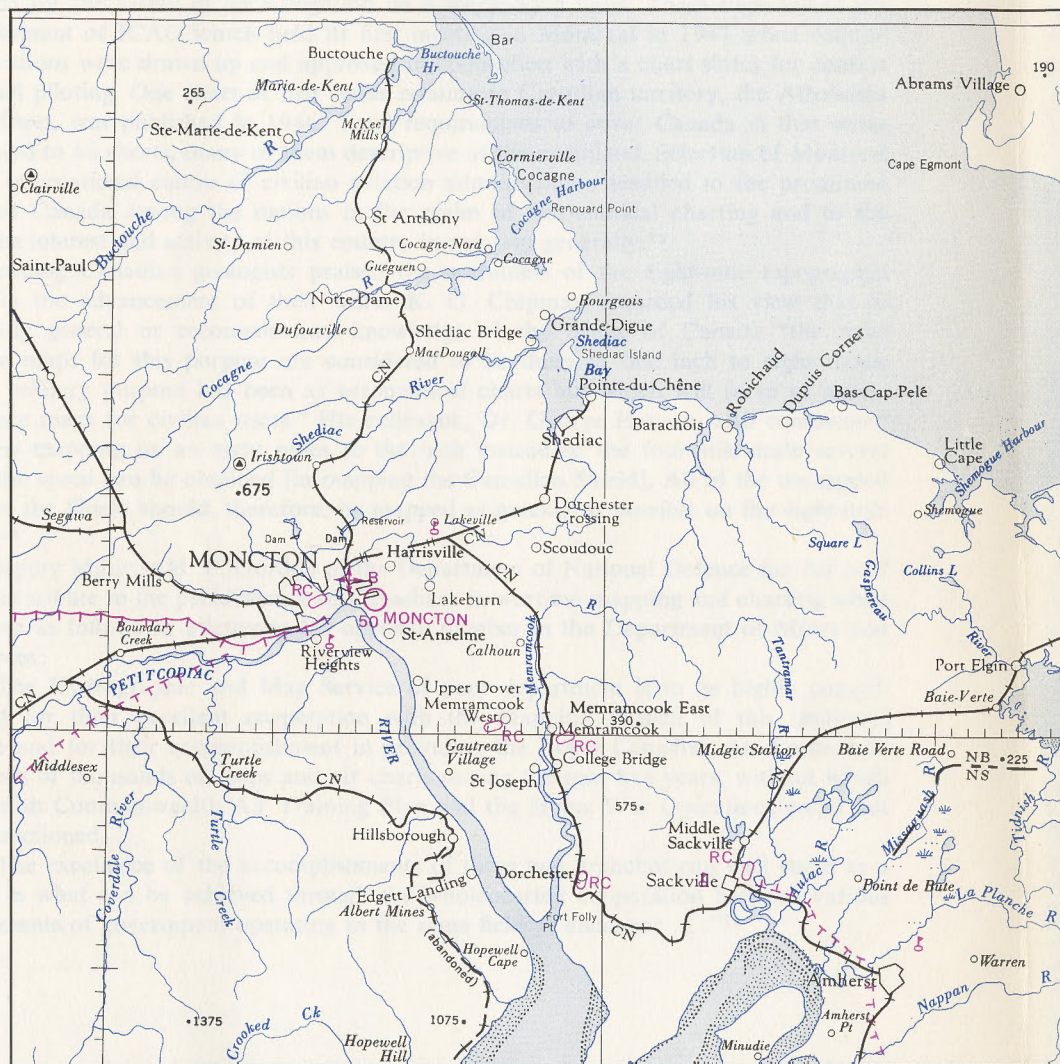 Buctouche
Bar
Buctouche
Hr
265
Maria-de-Kent
St-Thomas-de-Kent
Abrams Village
190
McKee
Mills
Ste-Marie-de-Kent
R
Cormierville
Cocagne
Cape Egmont
Clairville
Cocagne Harbour
Renouard Point
Buctouche
St Anthony
St-Damien
Cocagne-Nord
Saint-Paul
Gueguen
Cocagne
R
Notre-Dame
Bourgeois
Dufourville
Shediac Bridge
Grande-Digue
Shediac
MacDougall
Shediac Island
Bay
CN
Cocagne
River
Pointe-du-Chêne
Robichaud
Dupuis Corner
Bas-Cap-Pelé
Barachois
Shediac
Shediac
Irishtown
Little
Cape
Shemogue Harbour
675
Segawa
Dorchester
Crossing
Shemogue
Reservoir
Lakeville
Dam
Dam
CN
MONCTON
Harrisville
Scoudouc
Square L
Berry Mills
B
CN
Gaspereau
Collins L
RC
Lakeburn
50 MONCTON
R
Boundary
Creek
St-Anselme
Calhoun
Riverview
Heights
River
Memramcook
Tantramar
Port Elgin
PETITCODIAC
Upper Dover
CN
Baie-Verte
Memramcook
West
Memramcook East
390
RIVER
RC
Memramcook
R
RC
Gautreau
Village
College Bridge
Midgic Station
Baie Verte Road
Middlesex
Turtle
Creek
NB
NS
225
CN
St Joseph
CN
R
575
Missaguash
Tidnish
River
Turtle
Hillsborough
Middle
Sackville
R
RC
Coverdale
Creek
Edgett Landing
Dorchester
RC
Sackville
Aulac
Point de Bute
La Planche
R
Albert Mines
Fort Folly
Pt
CN
(abandoned)
Hopewell
Cape
Warren
Amherst
R
Nappan
1375
Crooked
Ck
1075
Amherst
Pt
Hopewell
Hill
Minudie